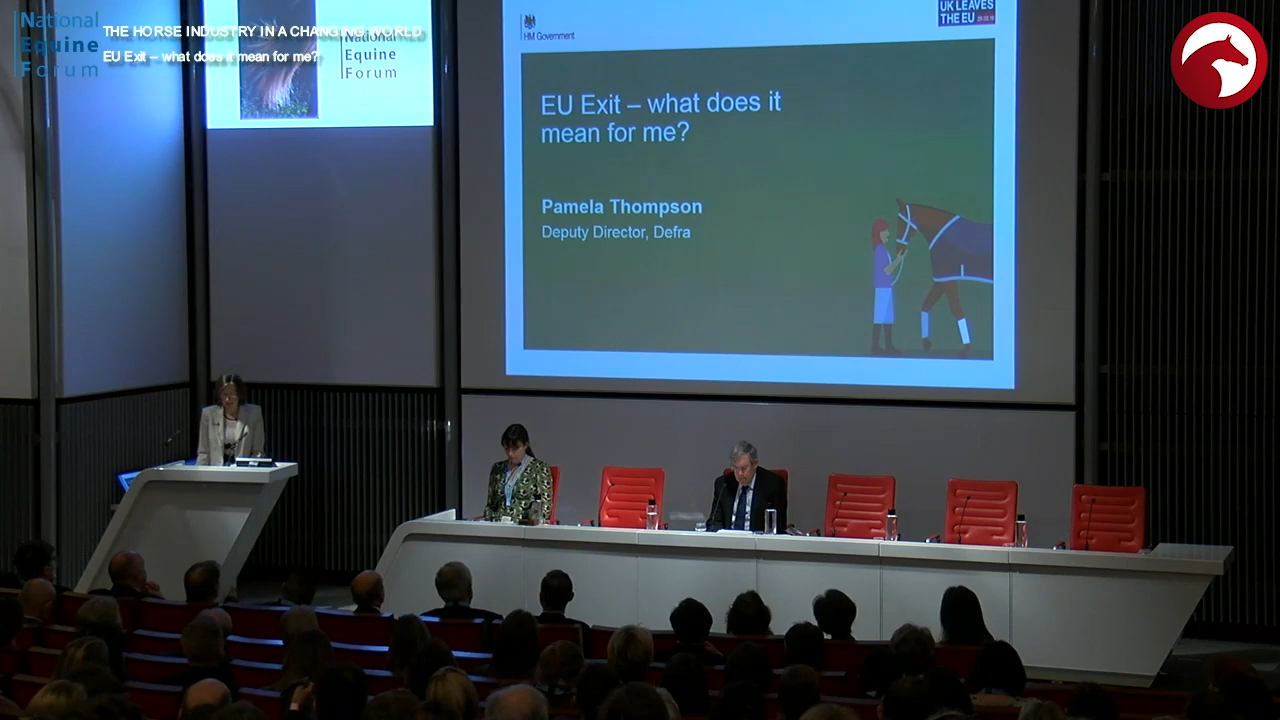 National
Equine
Forum
THE HORSE INDUSTRY IN A CHANGING WORLD
EU Exit – what does it mean for me?
National
Equine
Forum
HM Government
UK LEAVES
THE EU
EU Exit – what does it
mean for me?
Pamela Thompson
Deputy Director, Defra